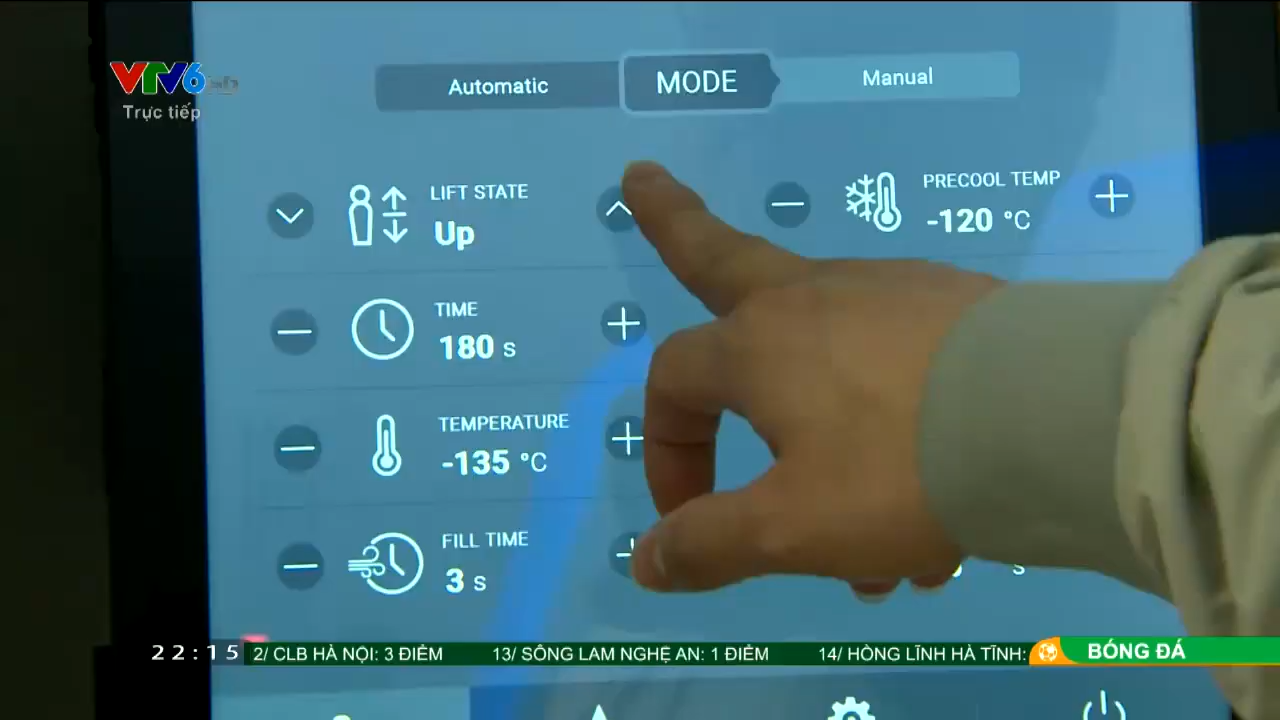 VTV6
Trực tiếp
Automatic
MODE
Manual
LIFT STATE
Up
PRECOOL TEMP
-120 °C
TIME
180 s
TEMPERATURE
-135 °C
FILL TIME
3 s
s
22:15
2/ CLB HÀ NỘI: 3 ĐIỂM 13/ SÔNG LAM NGHỆ AN: 1 ĐIỂM 14/ HỒNG LĨNH HÀ TĨNH:
BÓNG ĐÁ